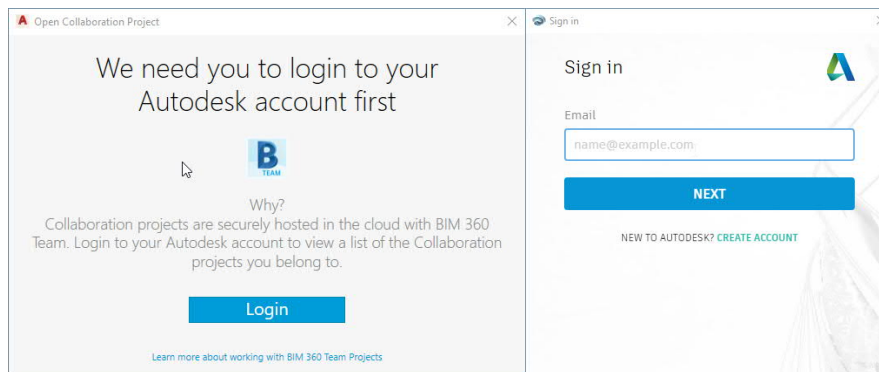 Open Collaboration Project
We need you to login to your
Autodesk account first
B
TEAM
Why?
Collaboration projects are securely hosted in the cloud with BIM 360
Team. Login to your Autodesk account to view a list of the Collaboration
projects you belong to.
Login
Learn more about working with BIM 360 Team Projects
Sign in
Sign in
Email
name@example.com
NEXT
NEW TO AUTODESK? CREATE ACCOUNT